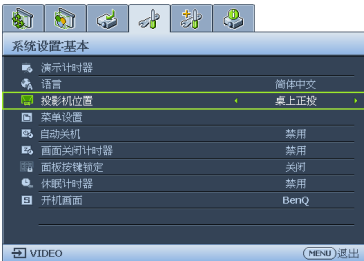 系统设置:基本
演示计时器
语言 简体中文
投影机位置 桌上正投
菜单设置
自动关机 禁用
画面关闭计时器 禁用
面板按键锁定 关闭
休眠计时器 禁用
开机画面 BenQ
VIDEO MENU 退出